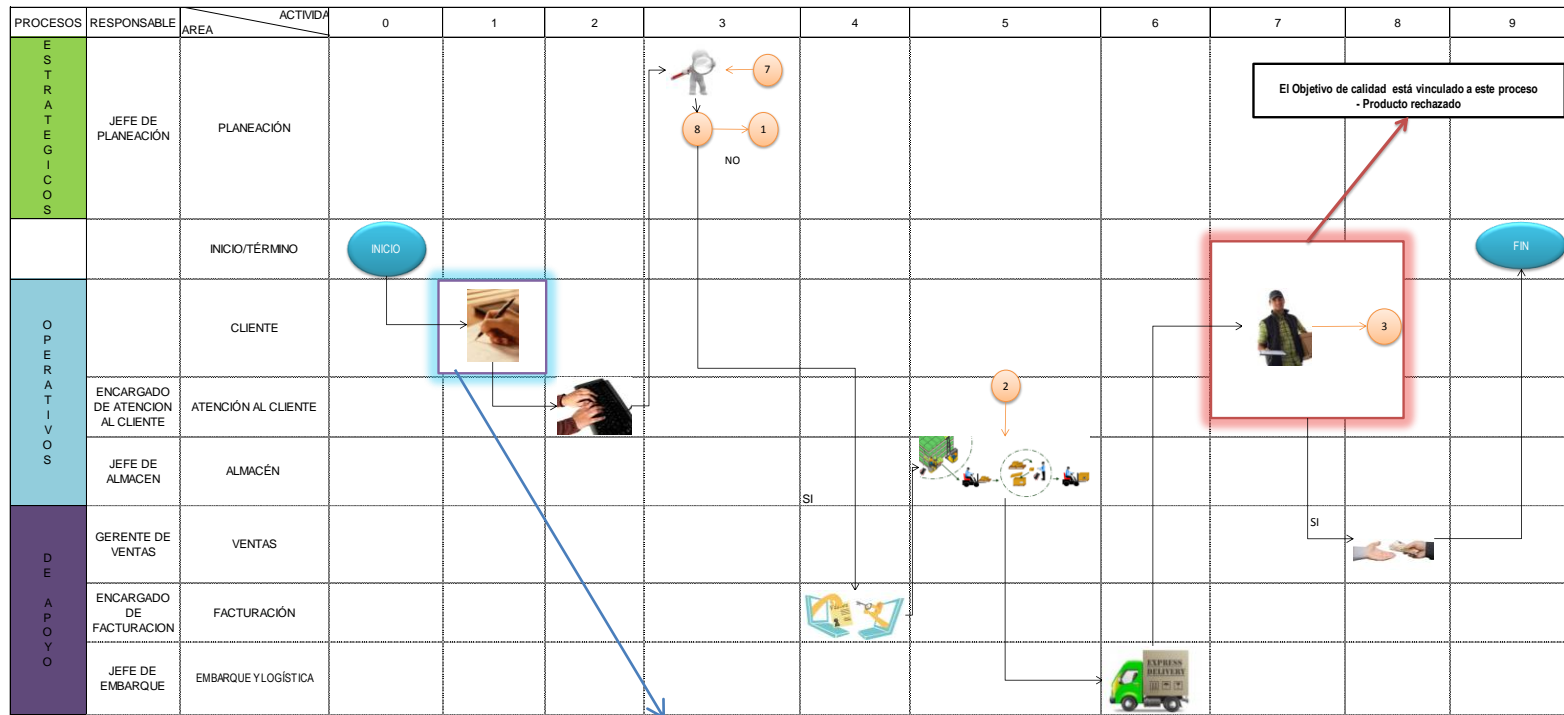 PROCESOS RESPONSABLE ACTIVIDA AREA 0 1 2 3 4 5 6 7 8 9
ESTRATEGICOS
JEFE DE
PLANEACIÓN
PLANEACIÓN
7
8 1
NO
El Objetivo de calidad está vinculado a este proceso
- Producto rechazado
INICIO/TÉRMINO
INICIO
FIN
OPERATIVOS
CLIENTE
3
ENCARGADO
DE ATENCION
AL CLIENTE
ATENCIÓN AL CLIENTE
2
JEFE DE
ALMACEN
ALMACÉN
SI
DE APOYO
GERENTE DE
VENTAS
VENTAS
SI
ENCARGADO
DE
FACTURACION
FACTURACIÓN
JEFE DE
EMBARQUE
EMBARQUE Y LOGÍSTICA
EXPRESS
DELIVERY